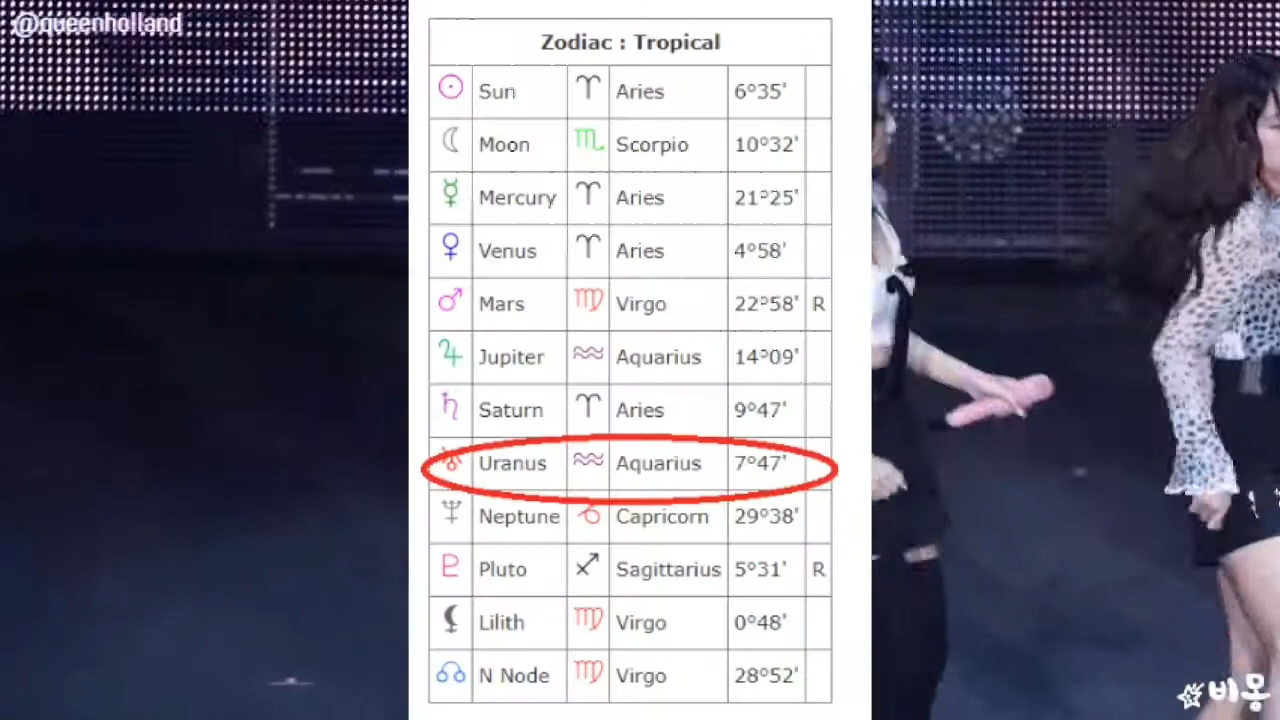 @queenholland
Zodiac : Tropical
Sun Aries 6°35'
Moon Scorpio 10°32'
Mercury Aries 21°25'
Venus Aries 4°58'
Mars Virgo 22°58' R
Jupiter Aquarius 14°09'
Saturn Aries 9°47'
Uranus Aquarius 7°47'
Neptune Capricorn 29°38'
Pluto Sagittarius 5°31' R
Lilith Virgo 0°48'
N Node Virgo 28°52'
바몽